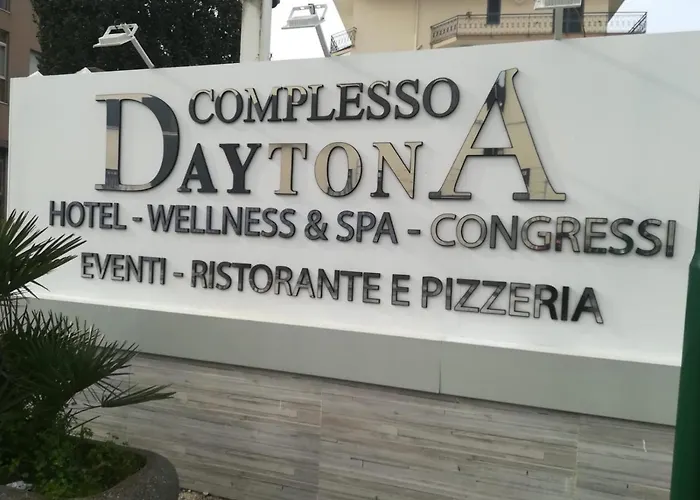 COMPLESSO
DAYTONA
HOTEL - WELLNESS & SPA - CONGRESSI
EVENTI - RISTORANTE E PIZZERIA